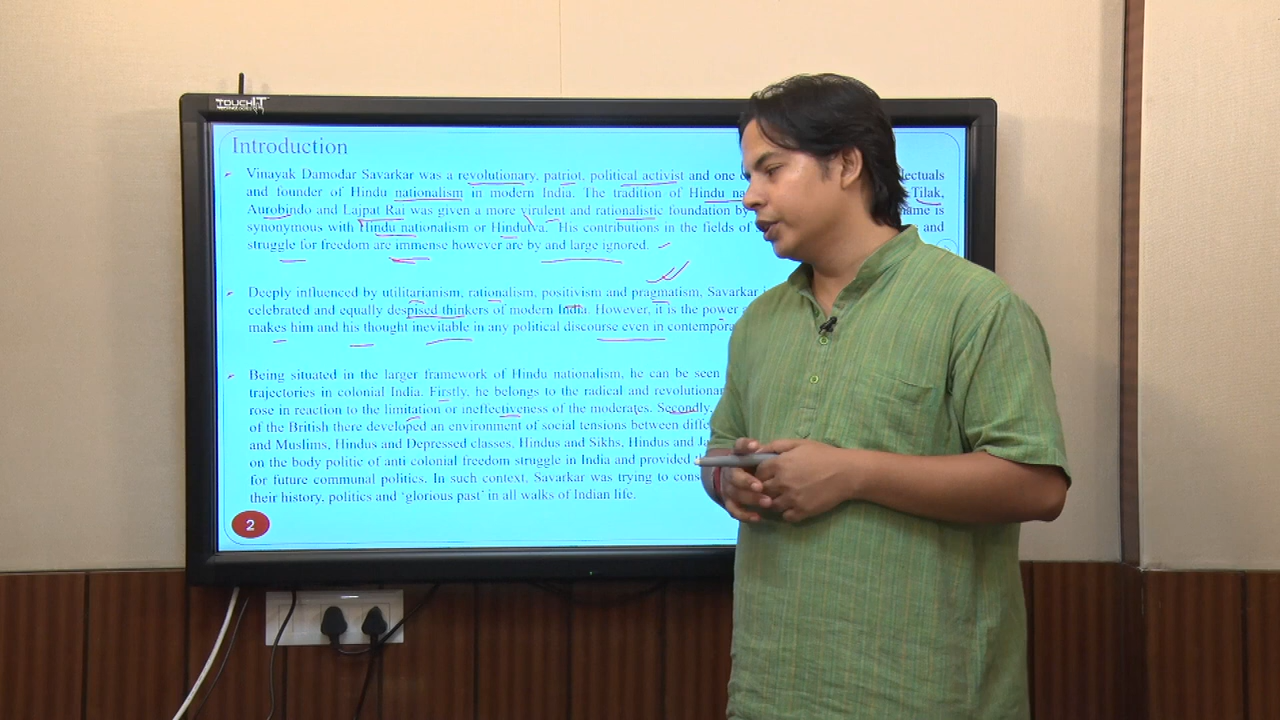 TOUCHIT
TECHNOLOGIES
Introduction
Vinayak Damodar Savarkar was a revolutionary, patriot, political activist and one
and founder of Hindu nationalism in modern India. The tradition of Hindu Tilak,
Aurobindo and Lajpat Rai was given a more virulent and rationalistic foundation by name is
synonymous with Hindu nationalism or Hindutva. His contributions in the fields of and
struggle for freedom are immense however are by and large ignored.
Deeply influenced by utilitarianism, rationalism, positivism and pragmatism, Savarkar
celebrated and equally despised thinkers of modern India. However, it is the power
makes him and his thought inevitable in any political discourse even in
Being situated in the larger framework of Hindu nationalism, he can be seen
trajectories in colonial India. Firstly, he belongs to the radical and
rose in reaction to the limitation or ineffectiveness of the moderates. Secondly,
of the British there developed an environment of social tensions between
and Muslims, Hindus and Depressed classes, Hindus and Sikhs, Hindus and
on the body politic of anti colonial freedom struggle in India and provided
for future communal politics. In such context, Savarkar was trying to
their history, politics and 'glorious past' in all walks of Indian life.
2